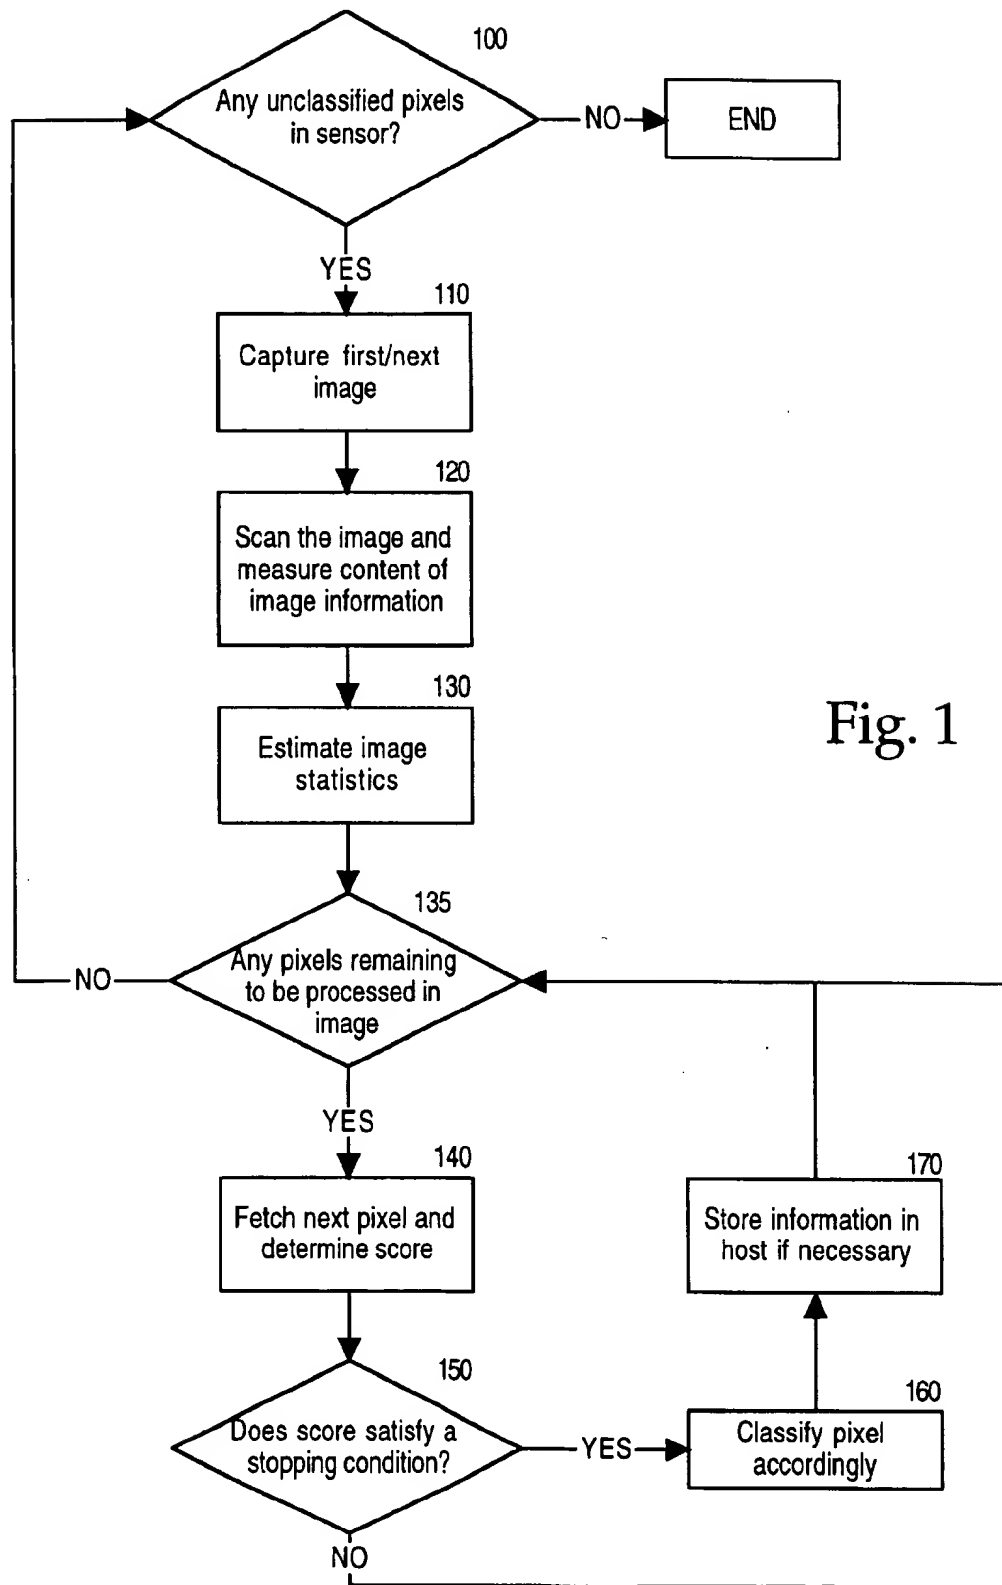 100
Any unclassified pixels
in sensor?
NO
END
YES
110
Capture first/next
image
120
Scan the image and
measure content of
image information
130
Estimate image
statistics
Fig. 1
135
Any pixels remaining
to be processed in
image
NO
YES
140
Fetch next pixel and
determine score
170
Store information in
host if necessary
150
Does score satisfy a
stopping condition?
YES
160
Classify pixel
accordingly
NO